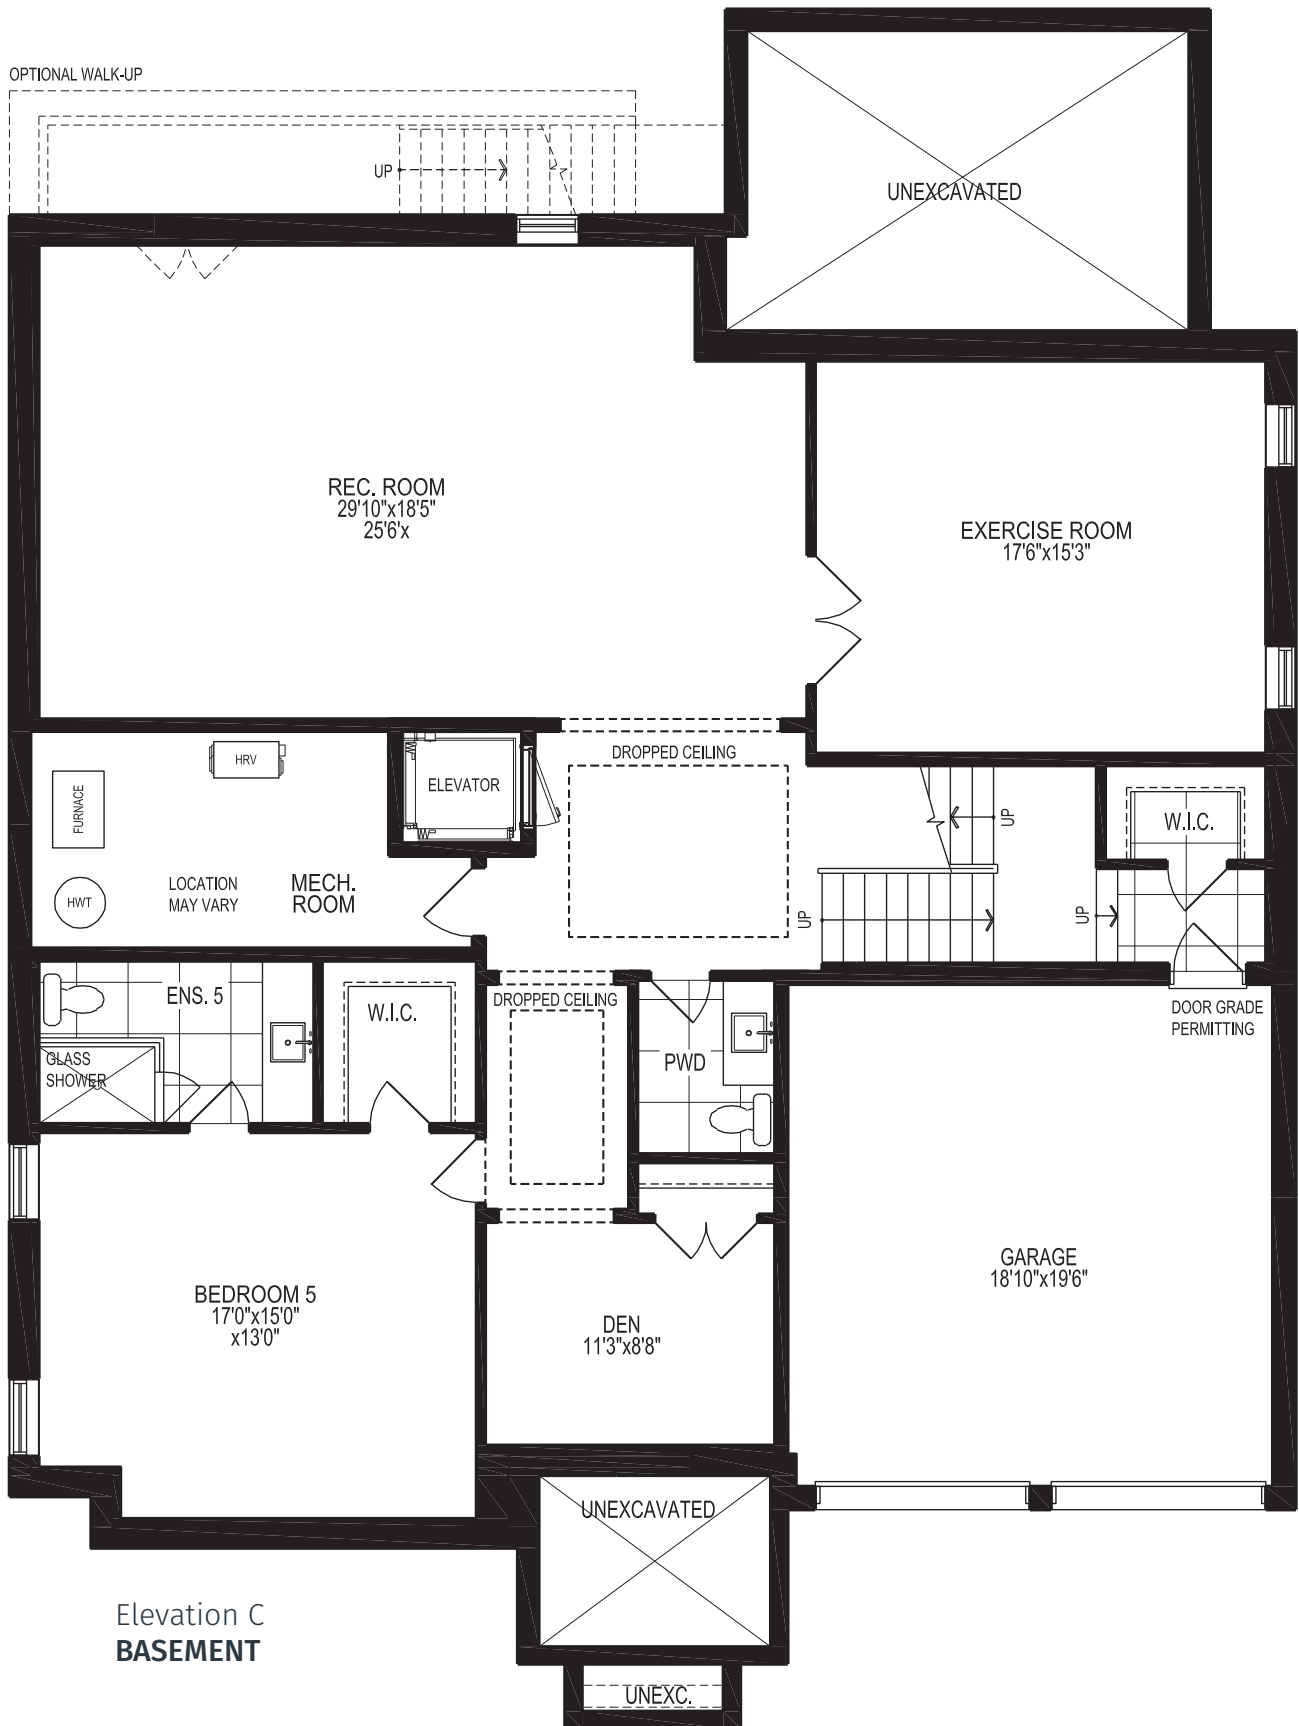 OPTIONAL WALK-UP
UP
UNEXCAVATED
REC. ROOM
29'10"x18'5"
25'6'x
EXERCISE ROOM
17'6"x15'3"
DROPPED CEILING
HRV
ELEVATOR
FURNACE
UP
W.I.C.
LOCATION
MAY VARY
MECH.
ROOM
HWT
UP
UP
ENS. 5
W.I.C.
DROPPED CEILING
DOOR GRADE
PERMITTING
GLASS
SHOWER
PWD
GARAGE
18'10"x19'6"
BEDROOM 5
17'0"x15'0"
x13'0"
DEN
11'3"x8'8"
UNEXCAVATED
Elevation C
BASEMENT
UNEXC.